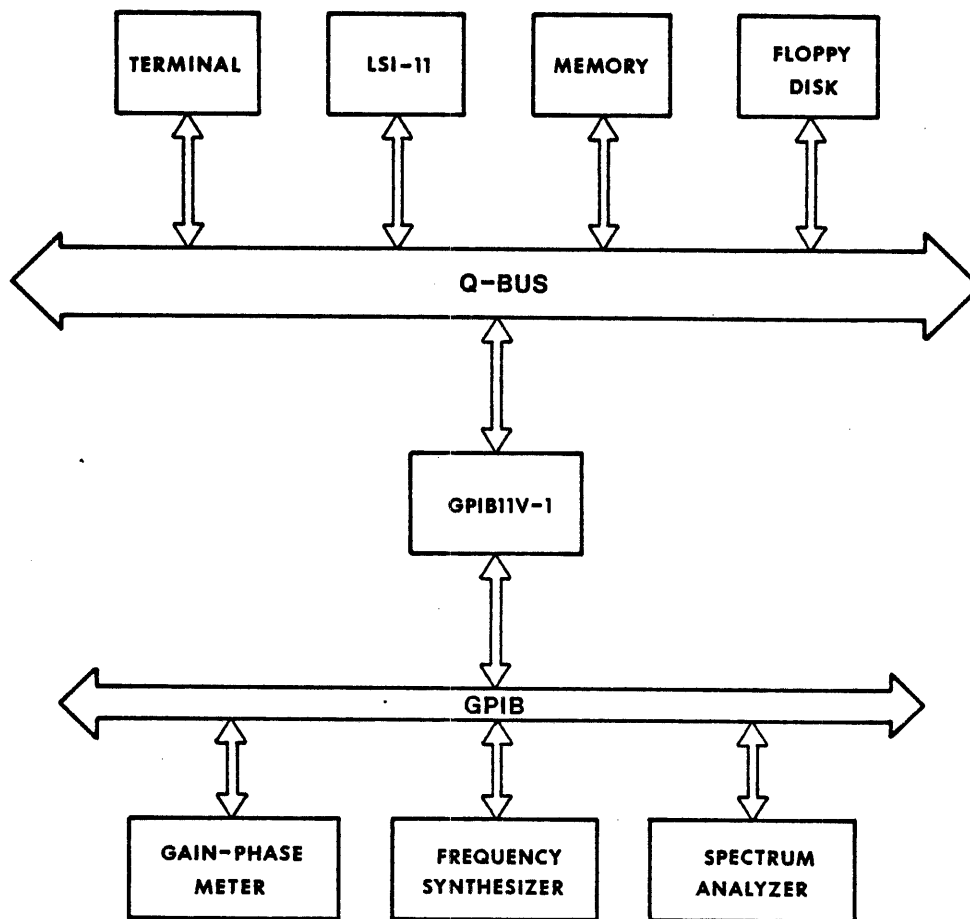 TERMINAL
LSI-11
MEMORY
FLOPPY
DISK
Q-BUS
GPIB11V-1
GPIB
GAIN-PHASE
METER
FREQUENCY
SYNTHESIZER
SPECTRUM
ANALYZER